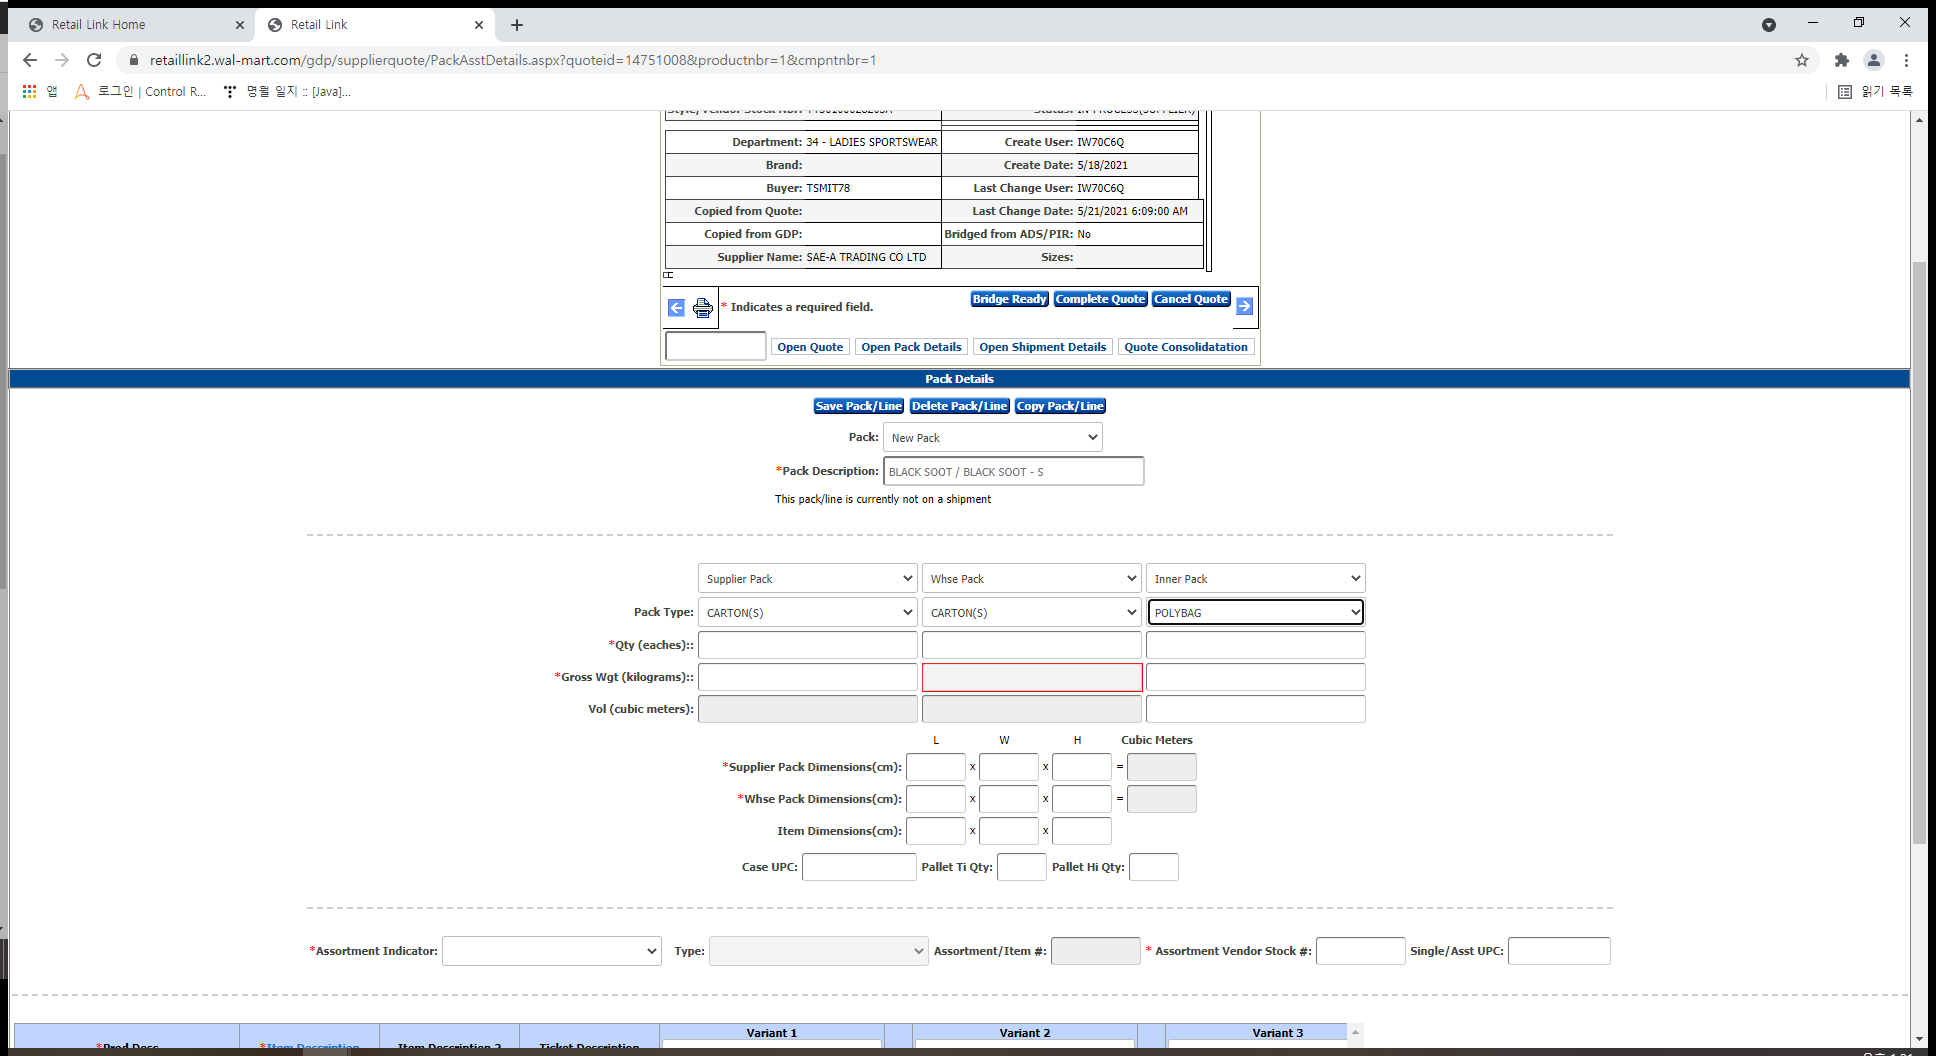 Retail Link Home
Retail Link
retaillink2.wal-mart.com/gdp/supplierquote/PackAsstDetails.aspx?quoteid=14751008&productnbr=1&cmpntnbr=1
앱 로그인 | Control R... 명월 일지 :: [Java]... 읽기 목록
Department: 34 - LADIES SPORTSWEAR Create User: IW70C6Q
Brand: Create Date: 5/18/2021
Buyer: TSMIT78 Last Change User: IW70C6Q
Copied from Quote: Last Change Date: 5/21/2021 6:09:00 AM
Copied from GDP: Bridged from ADS/PIR: No
Supplier Name: SAE-A TRADING CO LTD Sizes:
* Indicates a required field. Bridge Ready Complete Quote Cancel Quote
Open Quote Open Pack Details Open Shipment Details Quote Consolidatation
Pack Details
Save Pack/Line Delete Pack/Line Copy Pack/Line
Pack: New Pack
*Pack Description: BLACK SOOT / BLACK SOOT - S
This pack/line is currently not on a shipment
Supplier Pack Whse Pack Inner Pack
Pack Type: CARTON(S) CARTON(S) POLYBAG
*Qty (eaches)::
*Gross Wgt (kilograms)::
Vol (cubic meters):
L W H Cubic Meters
*Supplier Pack Dimensions(cm): x x =
*Whse Pack Dimensions(cm): x x =
Item Dimensions(cm): x x
Case UPC: Pallet Ti Qty: Pallet Hi Qty:
*Assortment Indicator: Type: Assortment/Item #: * Assortment Vendor Stock #: Single/Asst UPC:
Variant 1 Variant 2 Variant 3
*Prod Desc *Item Description Item Description 2 Ticket Description